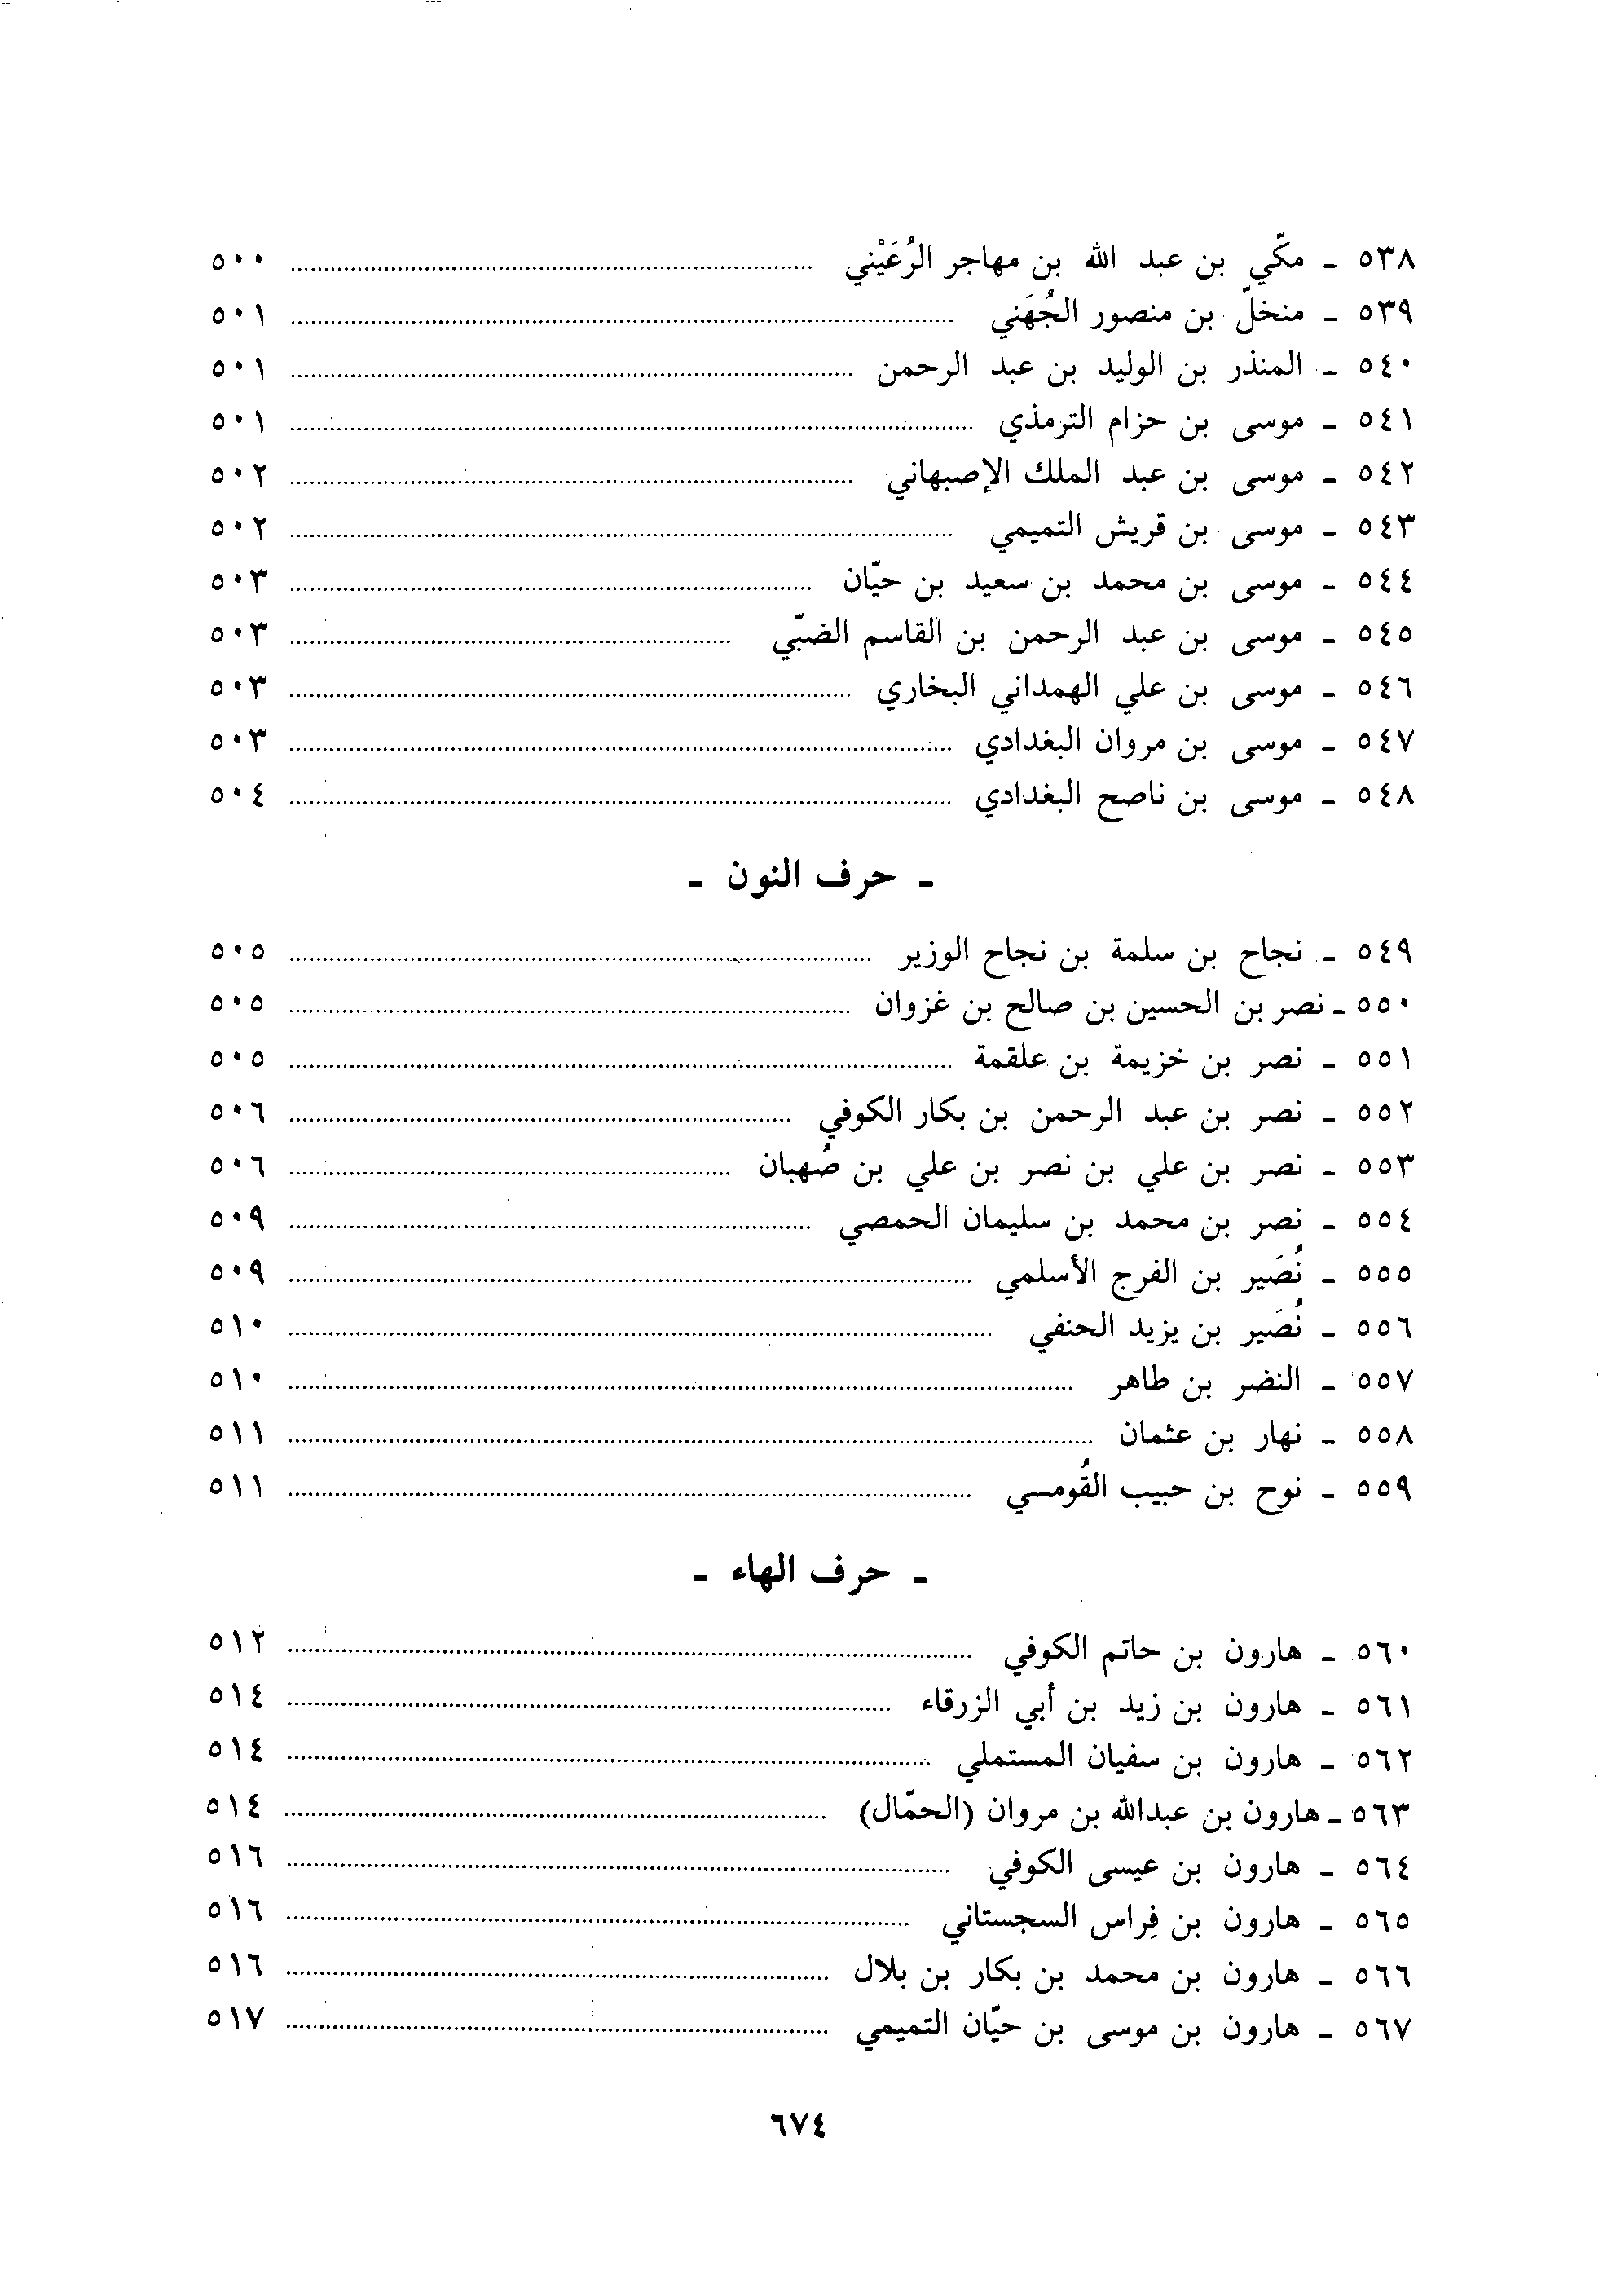 ٥٣٨ ـ مكّي بن عبد الله بن مهاجر الرُعَيْني ........ ٥٠٠
٥٣٩ ـ منخلّ بن منصور الجُهَني ........ ٥٠١
٥٤٠ ـ المنذر بن الوليد بن عبد الرحمن ........ ٥٠١
٥٤١ ـ موسى بن حزام الترمذي ........ ٥٠١
٥٤٢ ـ موسى بن عبد الملك الإصبهاني ........ ٥٠٢
٥٤٣ ـ موسى بن قريش التميمي ........ ٥٠٢
٥٤٤ ـ موسى بن محمد بن سعيد بن حيّان ........ ٥٠٣
٥٤٥ ـ موسى بن عبد الرحمن بن القاسم الضبّي ........ ٥٠٣
٥٤٦ ـ موسى بن علي الهمداني البخاري ........ ٥٠٣
٥٤٧ ـ موسى بن مروان البغدادي ........ ٥٠٣
٥٤٨ ـ موسى بن ناصح البغدادي ........ ٥٠٤
ـ حرف النون ـ
٥٤٩ ـ نجاح بن سلمة بن نجاح الوزير ........ ٥٠٥
٥٥٠ ـ نصر بن الحسين بن صالح بن غزوان ........ ٥٠٥
٥٥١ ـ نصر بن خزيمة بن علقمة ........ ٥٠٥
٥٥٢ ـ نصر بن عبد الرحمن بن بكار الكوفي ........ ٥٠٦
٥٥٣ ـ نصر بن علي بن نصر بن علي بن صُهبان ........ ٥٠٦
٥٥٤ ـ نصر بن محمد بن سليمان الحمصي ........ ٥٠٩
٥٥٥ ـ نُصَير بن الفرج الأسلمي ........ ٥٠٩
٥٥٦ ـ نُصَير بن يزيد الحنفي ........ ٥١٠
٥٥٧ ـ النضر بن طاهر ........ ٥١٠
٥٥٨ ـ نهار بن عثمان ........ ٥١١
٥٥٩ ـ نوح بن حبيب القُومسي ........ ٥١١
ـ حرف الهاء ـ
٥٦٠ ـ هارون بن حاتم الكوفي ........ ٥١٢
٥٦١ ـ هارون بن زيد بن أبي الزرقاء ........ ٥١٤
٥٦٢ ـ هارون بن سفيان المستملي ........ ٥١٤
٥٦٣ ـ هارون بن عبدالله بن مروان (الحمّال) ........ ٥١٤
٥٦٤ ـ هارون بن عيسى الكوفي ........ ٥١٦
٥٦٥ ـ هارون بن فِراس السجستاني ........ ٥١٦
٥٦٦ ـ هارون بن محمد بن بكار بن بلال ........ ٥١٦
٥٦٧ ـ هارون بن موسى بن حيّان التميمي ........ ٥١٧
٦٧٤